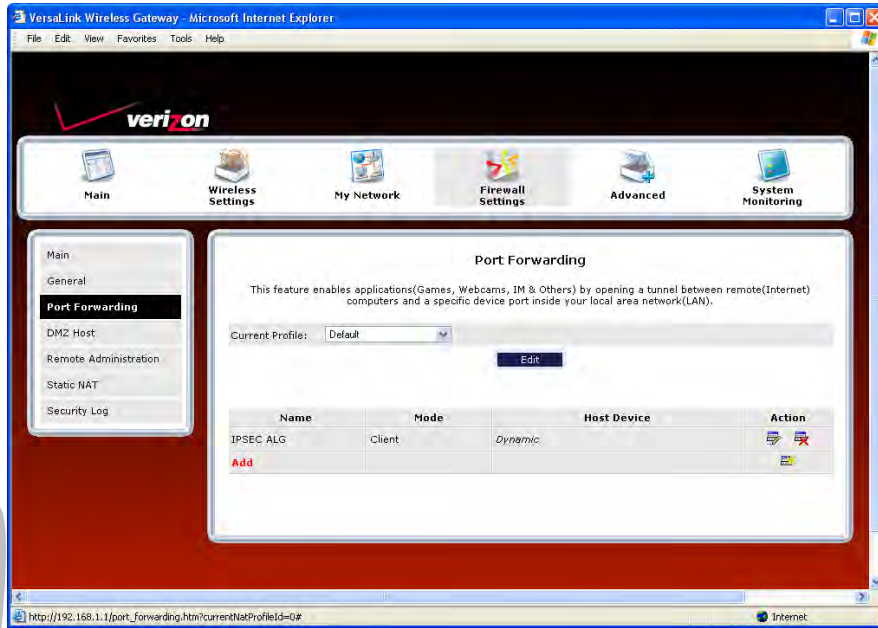 VersaLink Wireless Gateway - Microsoft Internet Explorer
File Edit View Favorites Tools Help
verizon
Main
Wireless Settings
My Network
Firewall Settings
Advanced
System Monitoring
Main
General
Port Forwarding
DMZ Host
Remote Administration
Static NAT
Security Log
Port Forwarding
This feature enables applications(Games, Webcams, IM & Others) by opening a tunnel between remote(Internet)
computers and a specific device port inside your local area network(LAN).
Current Profile: Default
Edit
Name Mode Host Device Action
IPSEC ALG Client Dynamic
Add
http://192.168.1.1/port_forwarding.htm?currentNatProfileId=0# Internet